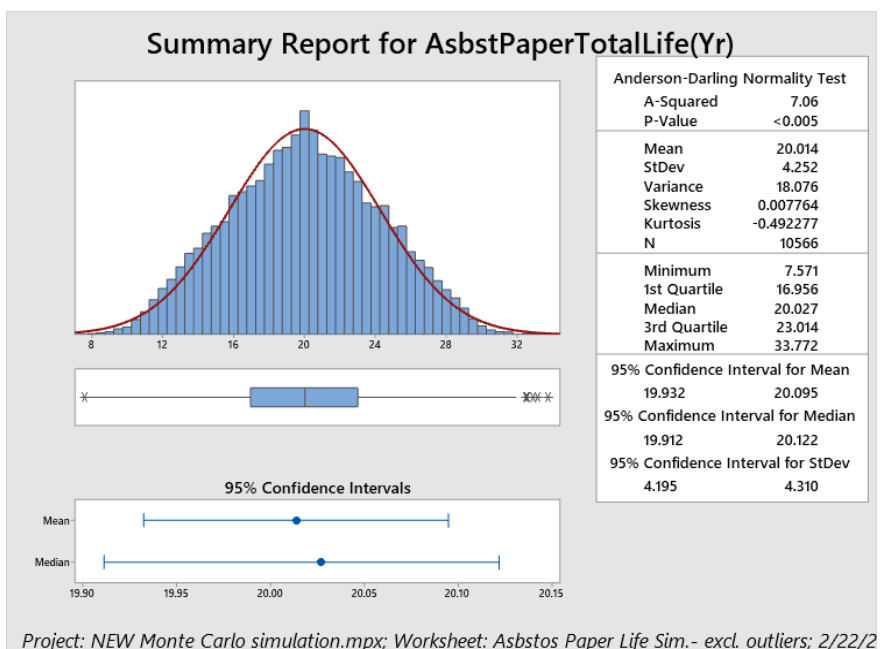 Summary Report for AsbstPaperTotalLife(Yr)
8 12 16 20 24 28 32
Anderson-Darling Normality Test
A-Squared 7.06
P-Value <0.005
Mean 20.014
StDev 4.252
Variance 18.076
Skewness 0.007764
Kurtosis -0.492277
N 10566
Minimum 7.571
1st Quartile 16.956
Median 20.027
3rd Quartile 23.014
Maximum 33.772
95% Confidence Interval for Mean
19.932 20.095
95% Confidence Interval for Median
19.912 20.122
95% Confidence Interval for StDev
4.195 4.310
95% Confidence Intervals
Mean
Median
19.90 19.95 20.00 20.05 20.10 20.15
Project: NEW Monte Carlo simulation.mpx; Worksheet: Asbstos Paper Life Sim.- excl. outliers; 2/22/2